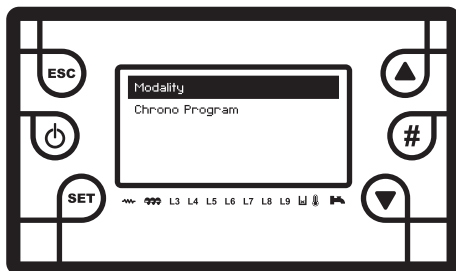 ESC
Modality
Chrono Program
#
SET
L3 L4 L5 L6 L7 L8 L9